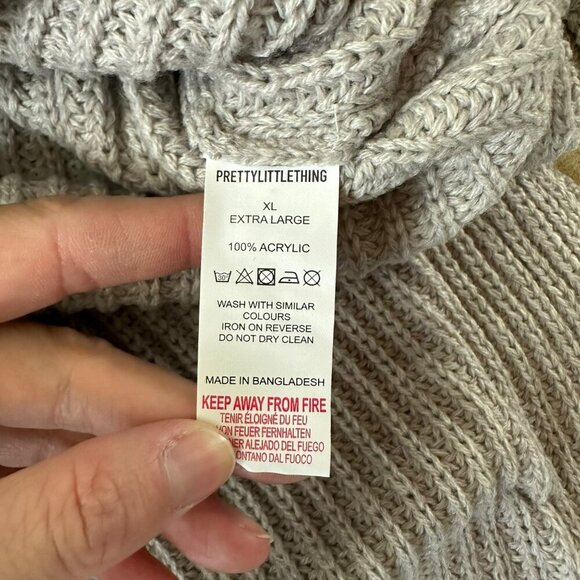 PRETTYLITTLETHING
XL
EXTRA LARGE
100% ACRYLIC
30°
WASH WITH SIMILAR
COLOURS
IRON ON REVERSE
DO NOT DRY CLEAN
MADE IN BANGLADESH
KEEP AWAY FROM FIRE
TENIR ÉLOIGNÉ DU FEU
VON FEUER FERNHALTEN
ALEJADO DEL FUEGO
DAL FUOCO